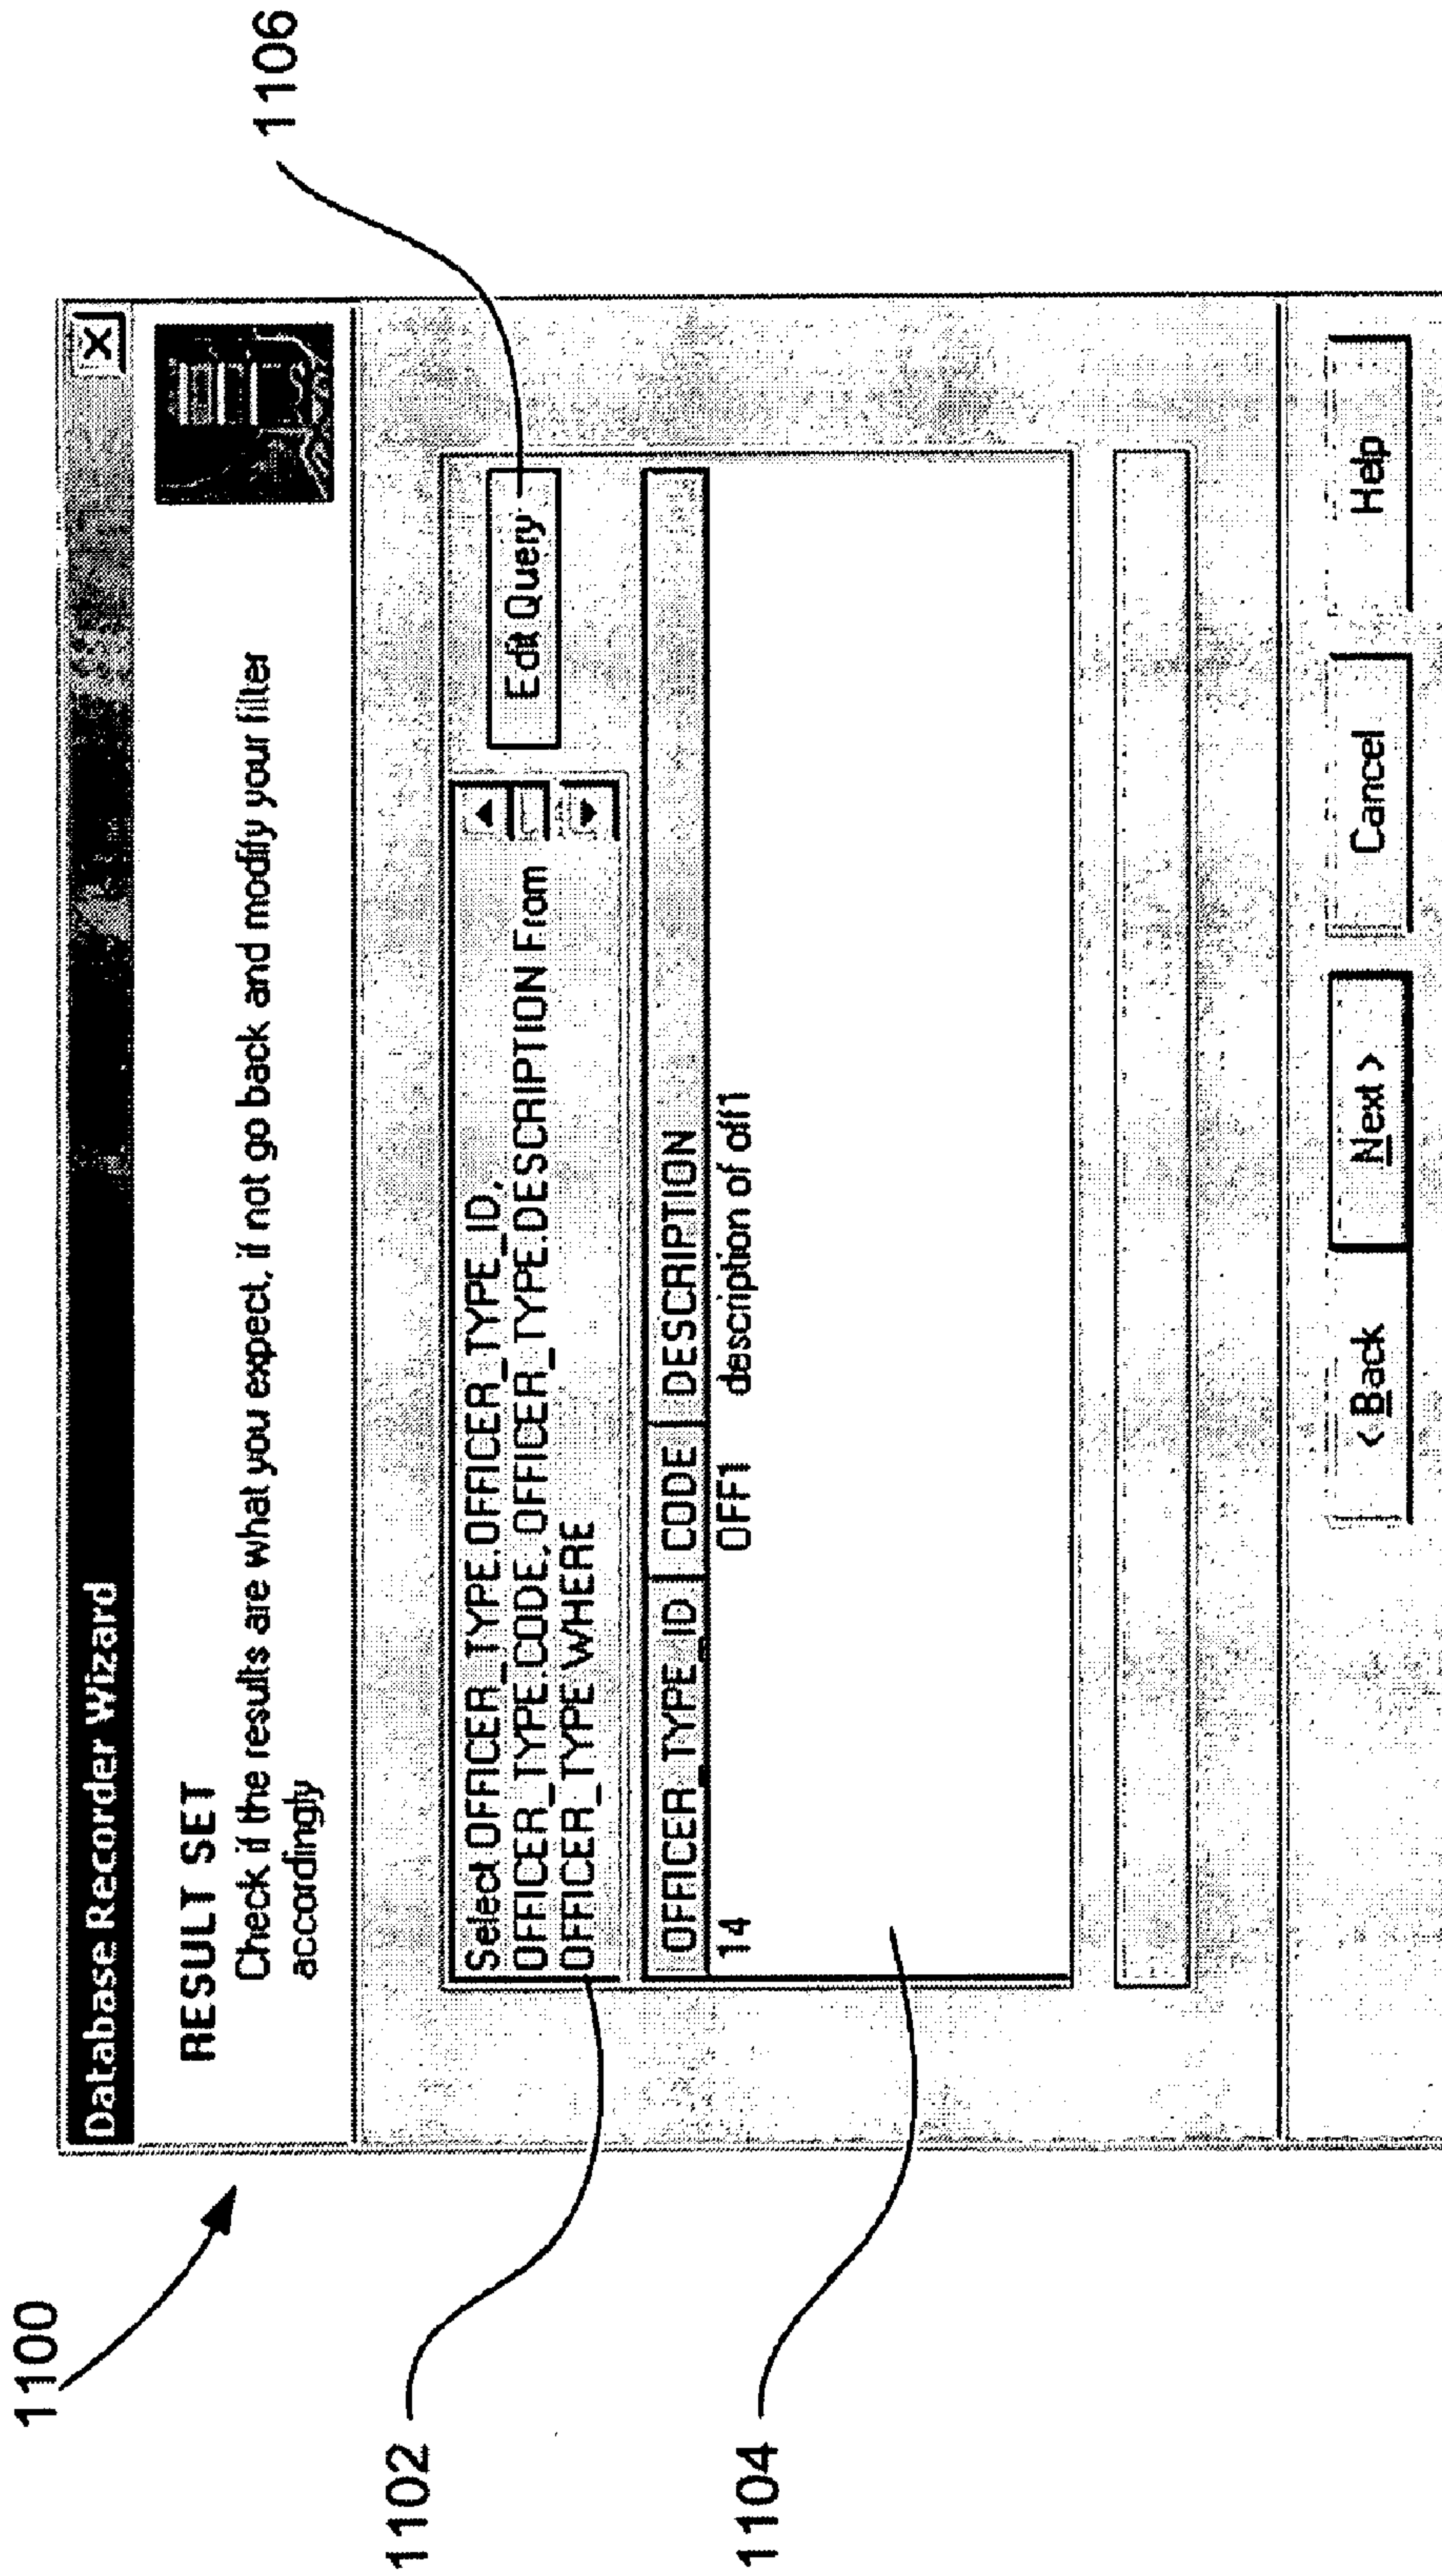 1100
1106
Database Recorder Wizard
RESULT SET
Check if the results are what you expect, if not go back and modify your filter
accordingly
1102
Select OFFICER_TYPE.OFFICER_TYPE_ID,
OFFICER_TYPE.CODE, OFFICER_TYPE.DESCRIPTION From
OFFICER_TYPE WHERE
Edit Query
1104
OFFICER_TYPE_ID CODE DESCRIPTION
14 OFF1 description of off1
< Back Next > Cancel Help